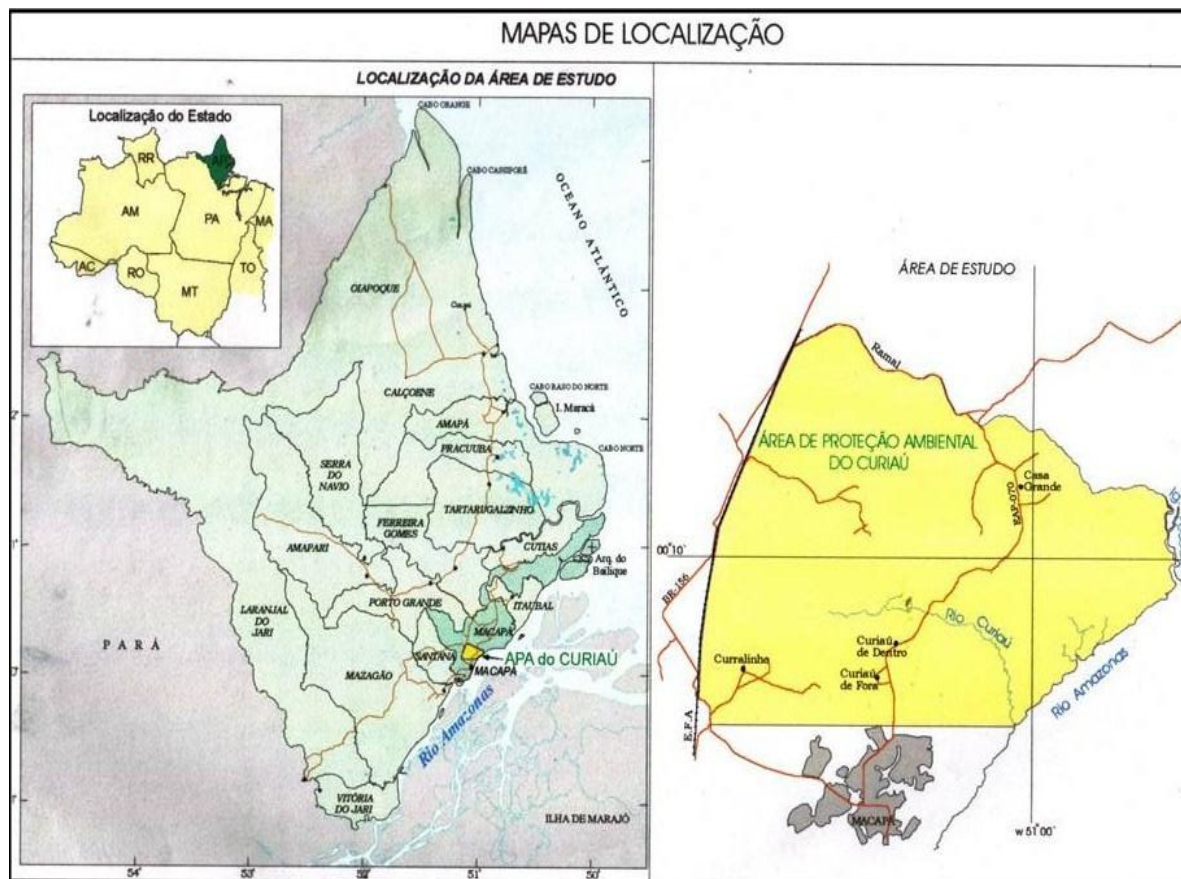 MAPAS DE LOCALIZAÇÃO
LOCALIZAÇÃO DA ÁREA DE ESTUDO
Localização do Estado
RR
AP
AM
PA
MA
AC
RO
TO
MT
CABO ORANGE
CABO CASSIPORÉ
OCEANO ATLÂNTICO
OIAPOQUE
CALÇOENE
CABO RASO DO NORTE
I. Maracá
AMAPÁ
CABO NORTE
PRACUUBA
SERRA
DO
NAVIO
TARTARUGALZINHO
FERREIRA
GOMES
CUTIAS
AMAPARI
Arq. do
Bailique
PORTO GRANDE
ITAUBAL
LARANJAL
DO
JARI
MACAPÁ
PARÁ
SANTANA
APA do CURIAÚ
MACAPÁ
MAZAGÃO
Rio Amazonas
VITÓRIA
DO JARI
ILHA DE MARAJÓ
54'
53'
51'
50'
ÁREA DE ESTUDO
Ramal
ÁREA DE PROTEÇÃO AMBIENTAL
DO CURIAÚ
Casa
Grande
RAP-070
00°10'
BR-156
Rio Curiaú
Curiaú
de Dentro
Curralinho
Curiaú
de Fora
Rio Amazonas
E.F.A
MACAPÁ
w 51°00'